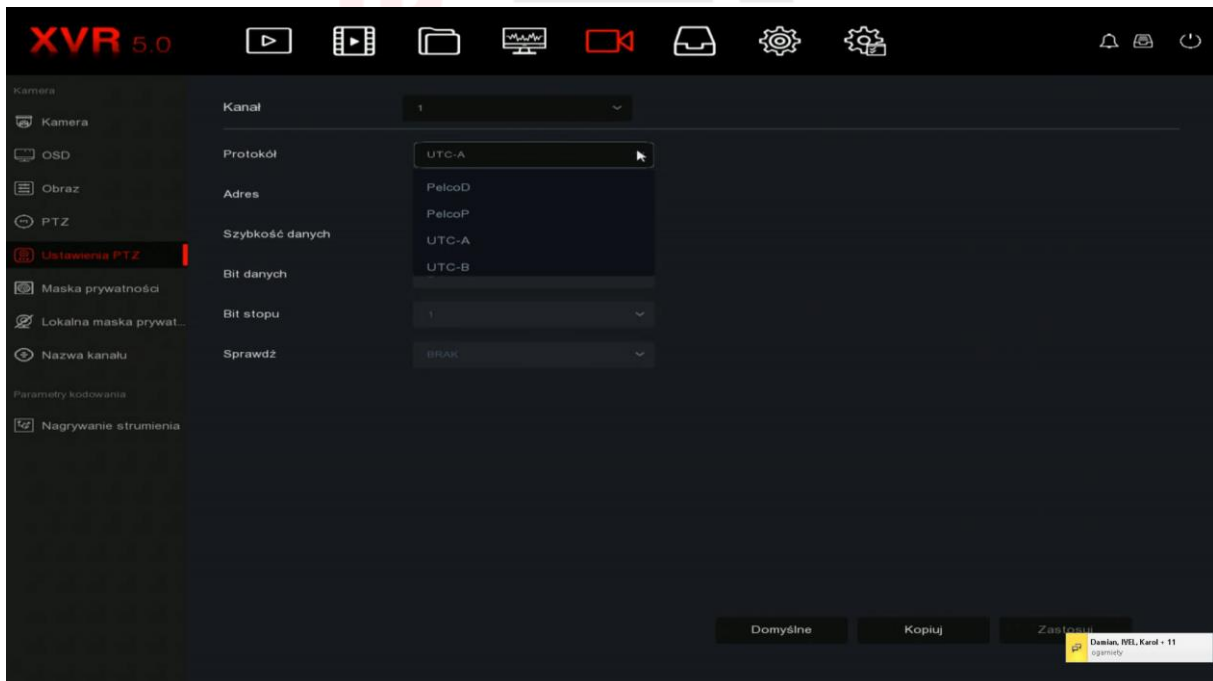 XVR 5.0
Kamera
Kamera
OSD
Obraz
PTZ
Ustawienia PTZ
Maska prywatności
Lokalna maska prywat...
Nazwa kanału
Parametry kodowania
Nagrywanie strumienia
Kanał 1
Protokół UTC-A
PelcoD
PelcoP
UTC-A
UTC-B
Adres
Szybkość danych
Bit danych
Bit stopu 1
Sprawdź BRAK
Domyślne Kopiuj Zastosuj
Damian, IVEL, Karol + 11
ogarniety